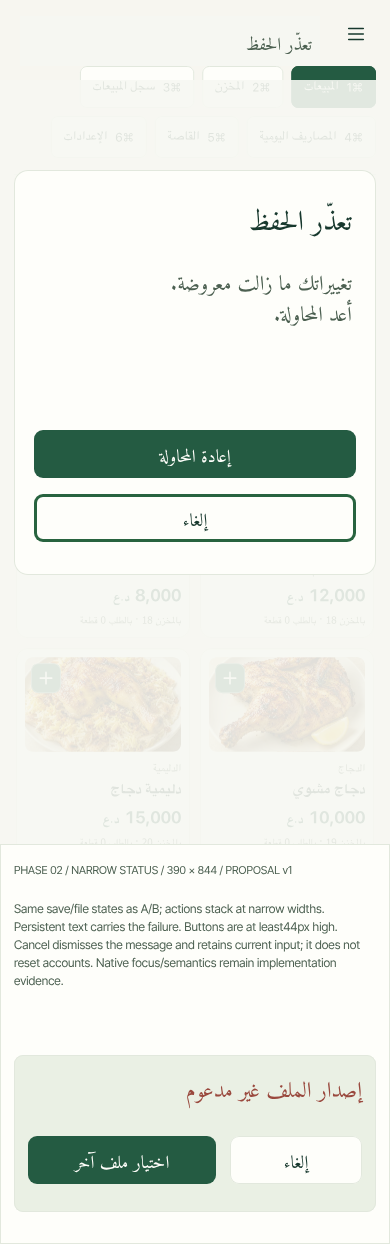 تعذّر الحفظ
⌘1 المبيعات
⌘2 المخزن
⌘3 سجل المبيعات
⌘4 المصاريف اليومية
القاصة
⌘6 الإعدادات
تعذّر الحفظ
تغييراتك ما زالت معروضة.
أعد المحاولة.
إعادة المحاولة
إلغاء
12,000 د.ع
8,000 د.ع
الدجاج
الدليمية
دجاج مشوي
دليمية دجاج
10,000 د.ع
15,000 د.ع
PHASE 02 / NARROW STATUS / 390 × 844 / PROPOSAL v1
Same save/file states as A/B; actions stack at narrow widths.
Persistent text carries the failure. Buttons are at least44px high.
Cancel dismisses the message and retains current input; it does not
reset accounts. Native focus/semantics remain implementation
evidence.
إصدار الملف غير مدعوم
إلغاء
اختيار ملف آخر